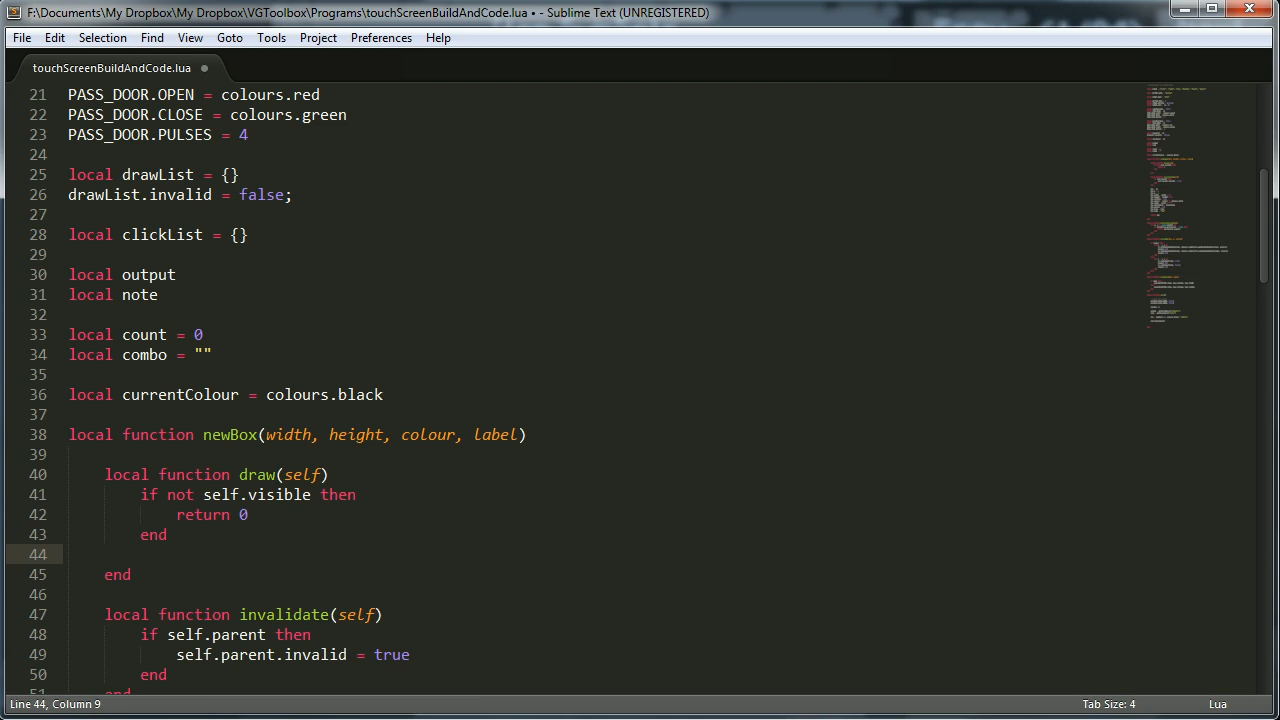 F:\Documents\My Dropbox\My Dropbox\VGToolbox\Programs\touchScreenBuildAndCode.lua • - Sublime Text (UNREGISTERED)
File Edit Selection Find View Goto Tools Project Preferences Help
touchScreenBuildAndCode.lua
21 PASS_DOOR.OPEN = colours.red
22 PASS_DOOR.CLOSE = colours.green
23 PASS_DOOR.PULSES = 4
24
25 local drawList = {}
26 drawList.invalid = false;
27
28 local clickList = {}
29
30 local output
31 local note
32
33 local count = 0
34 local combo = ""
35
36 local currentColour = colours.black
37
38 local function newBox(width, height, colour, label)
39
40 local function draw(self)
41 if not self.visible then
42 return 0
43 end
44
45 end
46
47 local function invalidate(self)
48 if self.parent then
49 self.parent.invalid = true
50 end
51 end
Line 44, Column 9 Tab Size: 4 Lua